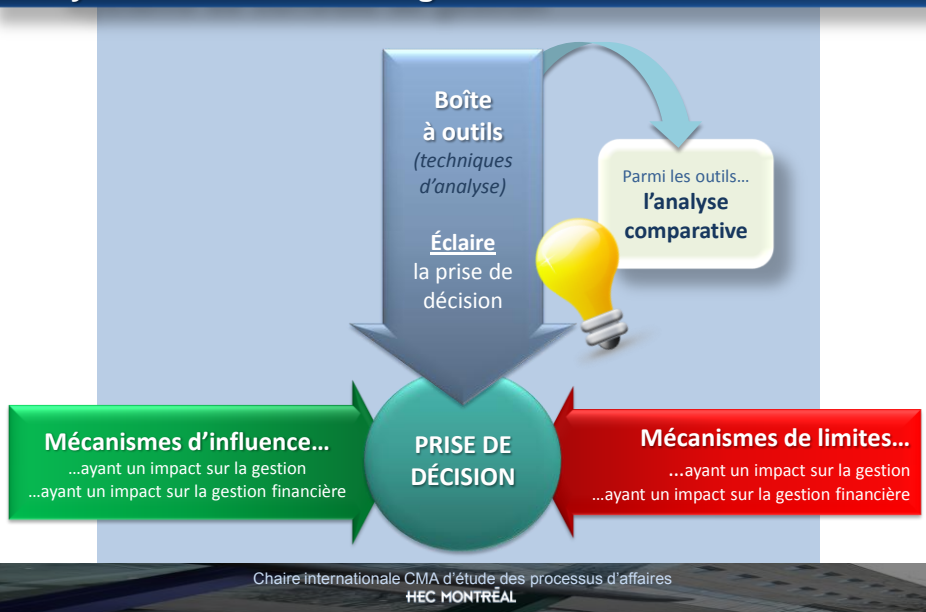 Boîte
à outils
(techniques
d'analyse)
Éclaire
la prise de
décision
Parmi les outils…
l'analyse
comparative
Mécanismes d'influence…
…ayant un impact sur la gestion
…ayant un impact sur la gestion financière
PRISE DE
DÉCISION
Mécanismes de limites…
…ayant un impact sur la gestion
…ayant un impact sur la gestion financière
Chaire internationale CMA d'étude des processus d'affaires
HEC MONTRÉAL